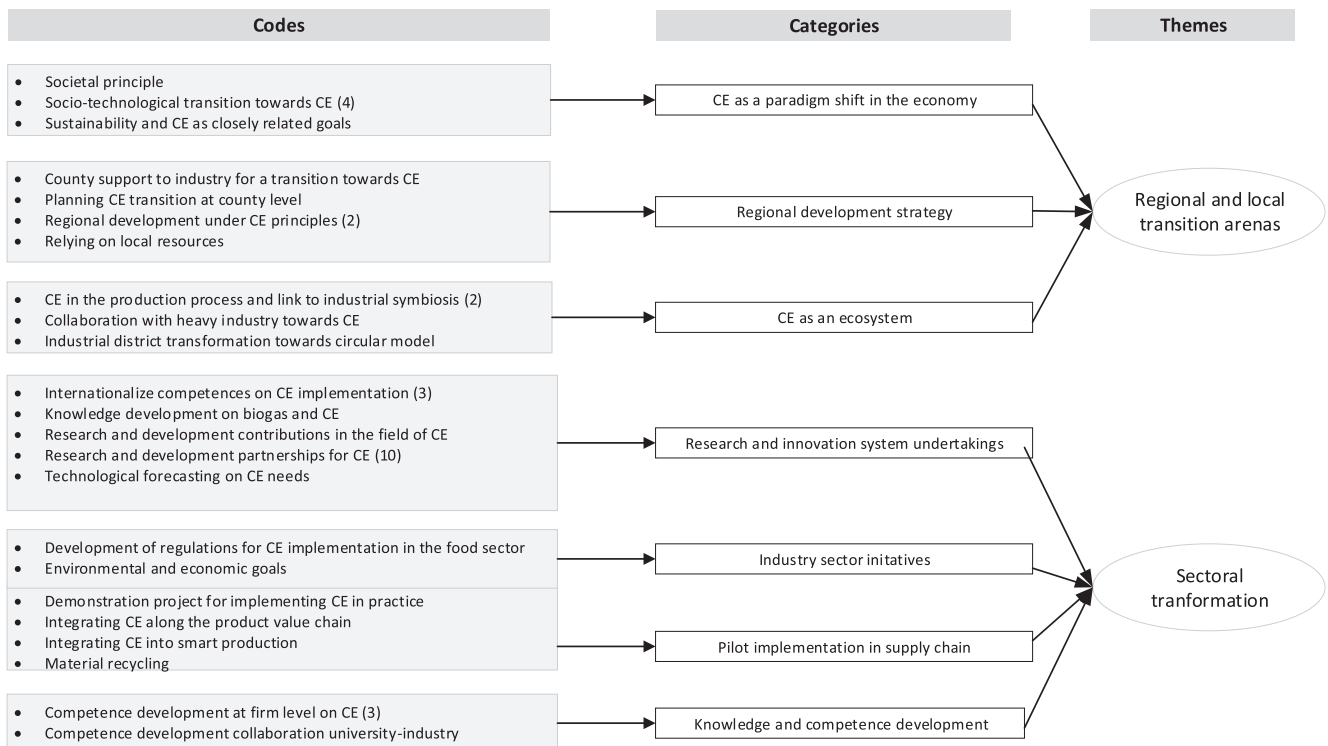 Codes
Categories
Themes
• Societal principle
• Socio-technological transition towards CE (4)
• Sustainability and CE as closely related goals
CE as a paradigm shift in the economy
• County support to industry for a transition towards CE
• Planning CE transition at county level
• Regional development under CE principles (2)
• Relying on local resources
Regional development strategy
Regional and local
transition arenas
• CE in the production process and link to industrial symbiosis (2)
• Collaboration with heavy industry towards CE
• Industrial district transformation towards circular model
CE as an ecosystem
• Internationalize competences on CE implementation (3)
• Knowledge development on biogas and CE
• Research and development contributions in the field of CE
• Research and development partnerships for CE (10)
• Technological forecasting on CE needs
Research and innovation system undertakings
• Development of regulations for CE implementation in the food sector
• Environmental and economic goals
Industry sector initatives
Sectoral
tranformation
• Demonstration project for implementing CE in practice
• Integrating CE along the product value chain
• Integrating CE into smart production
• Material recycling
Pilot implementation in supply chain
• Competence development at firm level on CE (3)
• Competence development collaboration university-industry
Knowledge and competence development